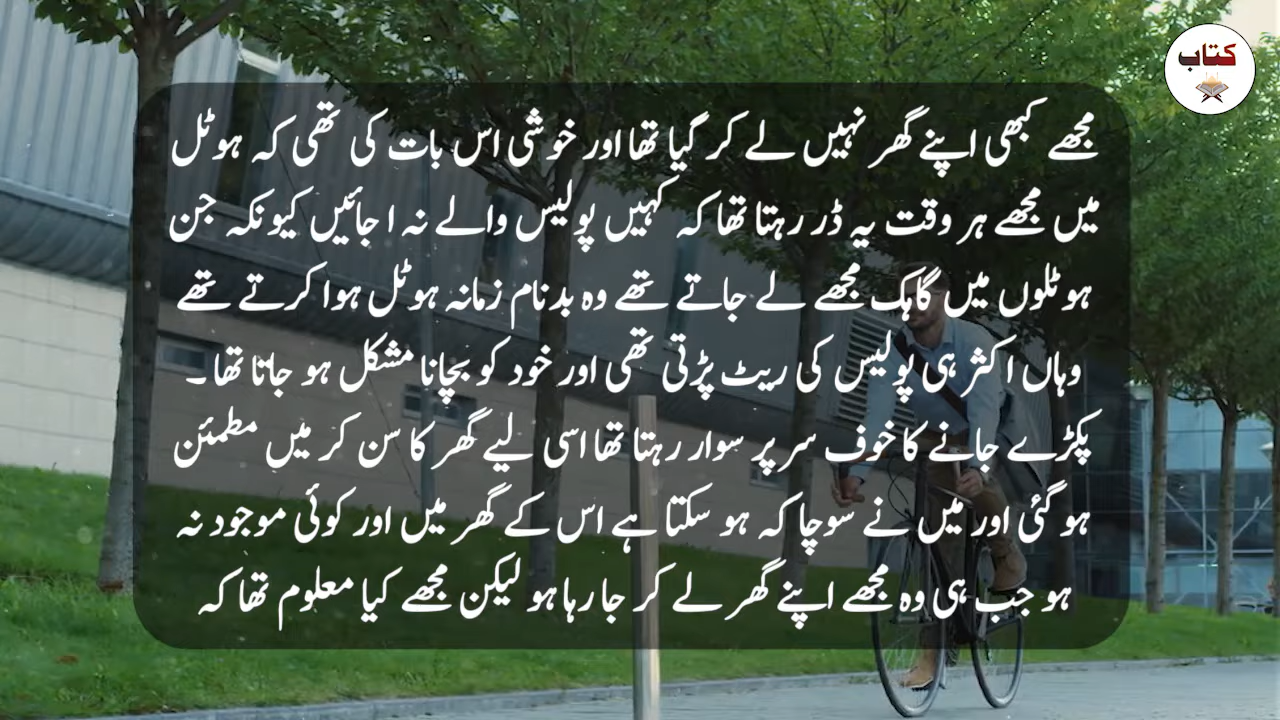 کتاب
مجھے کبھی اپنے گھر نہیں لے کر گیا تھا اور خوشی اس بات کی تھی کہ ہوٹل
میں مجھے ہر وقت یہ ڈر رہتا تھا کہ کہیں پولیس والے نہ ا جائیں کیونکہ جن
ہوٹلوں میں گاہک مجھے لے جاتے تھے وہ بدنام زمانہ ہوٹل ہوا کرتے تھے
وہاں اکثر ہی پولیس کی ریٹ پڑتی تھی اور خود کو بچانا مشکل ہو جاتا تھا۔
پکڑے جانے کا خوف سر پر سوار رہتا تھا اسی لیے گھر کا سن کر میں مطمئن
ہو گئی اور میں نے سوچا کہ ہو سکتا ہے اس کے گھر میں اور کوئی موجود نہ
ہو جب ہی وہ مجھے اپنے گھر لے کر جا رہا ہو لیکن مجھے کیا معلوم تھا کہ